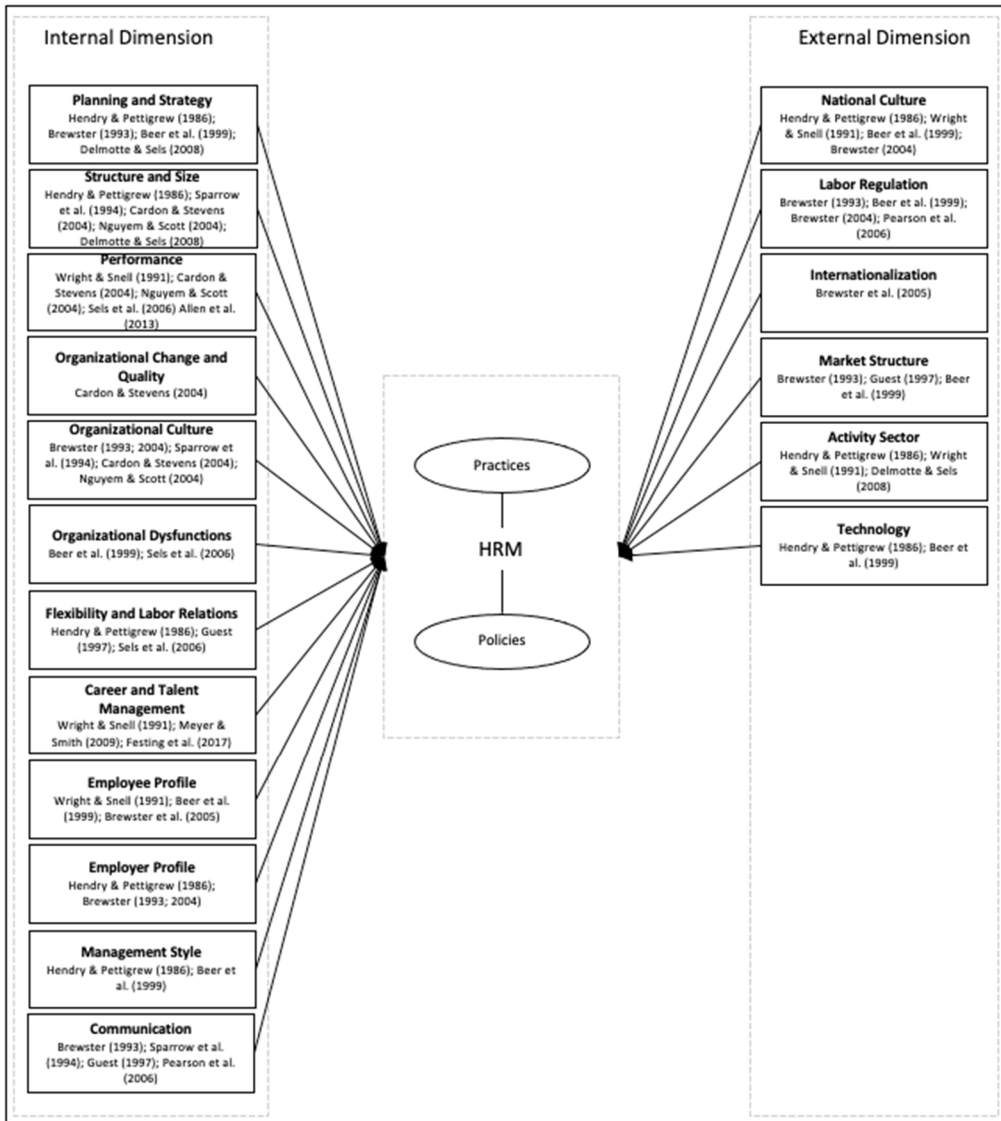 Internal Dimension
Planning and Strategy
Hendry & Pettigrew (1986);
Brewster (1993); Beer et al. (1999);
Delmotte & Sels (2008)
Structure and Size
Hendry & Pettigrew (1986); Sparrow
et al. (1994); Cardon & Stevens
(2004); Nguyem & Scott (2004);
Delmotte & Sels (2008)
Performance
Wright & Snell (1991); Cardon &
Stevens (2004); Nguyem & Scott
(2004); Sels et al. (2006) Allen et al.
(2013)
Organizational Change and
Quality
Cardon & Stevens (2004)
Organizational Culture
Brewster (1993; 2004); Sparrow et
al. (1994); Cardon & Stevens (2004);
Nguyem & Scott (2004)
Organizational Dysfunctions
Beer et al. (1999); Sels et al. (2006)
Flexibility and Labor Relations
Hendry & Pettigrew (1986); Guest
(1997); Sels et al. (2006)
Career and Talent
Management
Wright & Snell (1991); Meyer &
Smith (2009); Festing et al. (2017)
Employee Profile
Wright & Snell (1991); Beer et al.
(1999); Brewster et al. (2005)
Employer Profile
Hendry & Pettigrew (1986);
Brewster (1993; 2004)
Management Style
Hendry & Pettigrew (1986); Beer et
al. (1999)
Communication
Brewster (1993); Sparrow et al.
(1994); Guest (1997); Pearson et al.
(2006)
Practices
HRM
Policies
External Dimension
National Culture
Hendry & Pettigrew (1986); Wright
& Snell (1991); Beer et al. (1999);
Brewster (2004)
Labor Regulation
Brewster (1993); Beer et al. (1999);
Brewster (2004); Pearson et al.
(2006)
Internationalization
Brewster et al. (2005)
Market Structure
Brewster (1993); Guest (1997); Beer
et al. (1999)
Activity Sector
Hendry & Pettigrew (1986); Wright
& Snell (1991); Delmotte & Sels
(2008)
Technology
Hendry & Pettigrew (1986); Beer et
al. (1999)